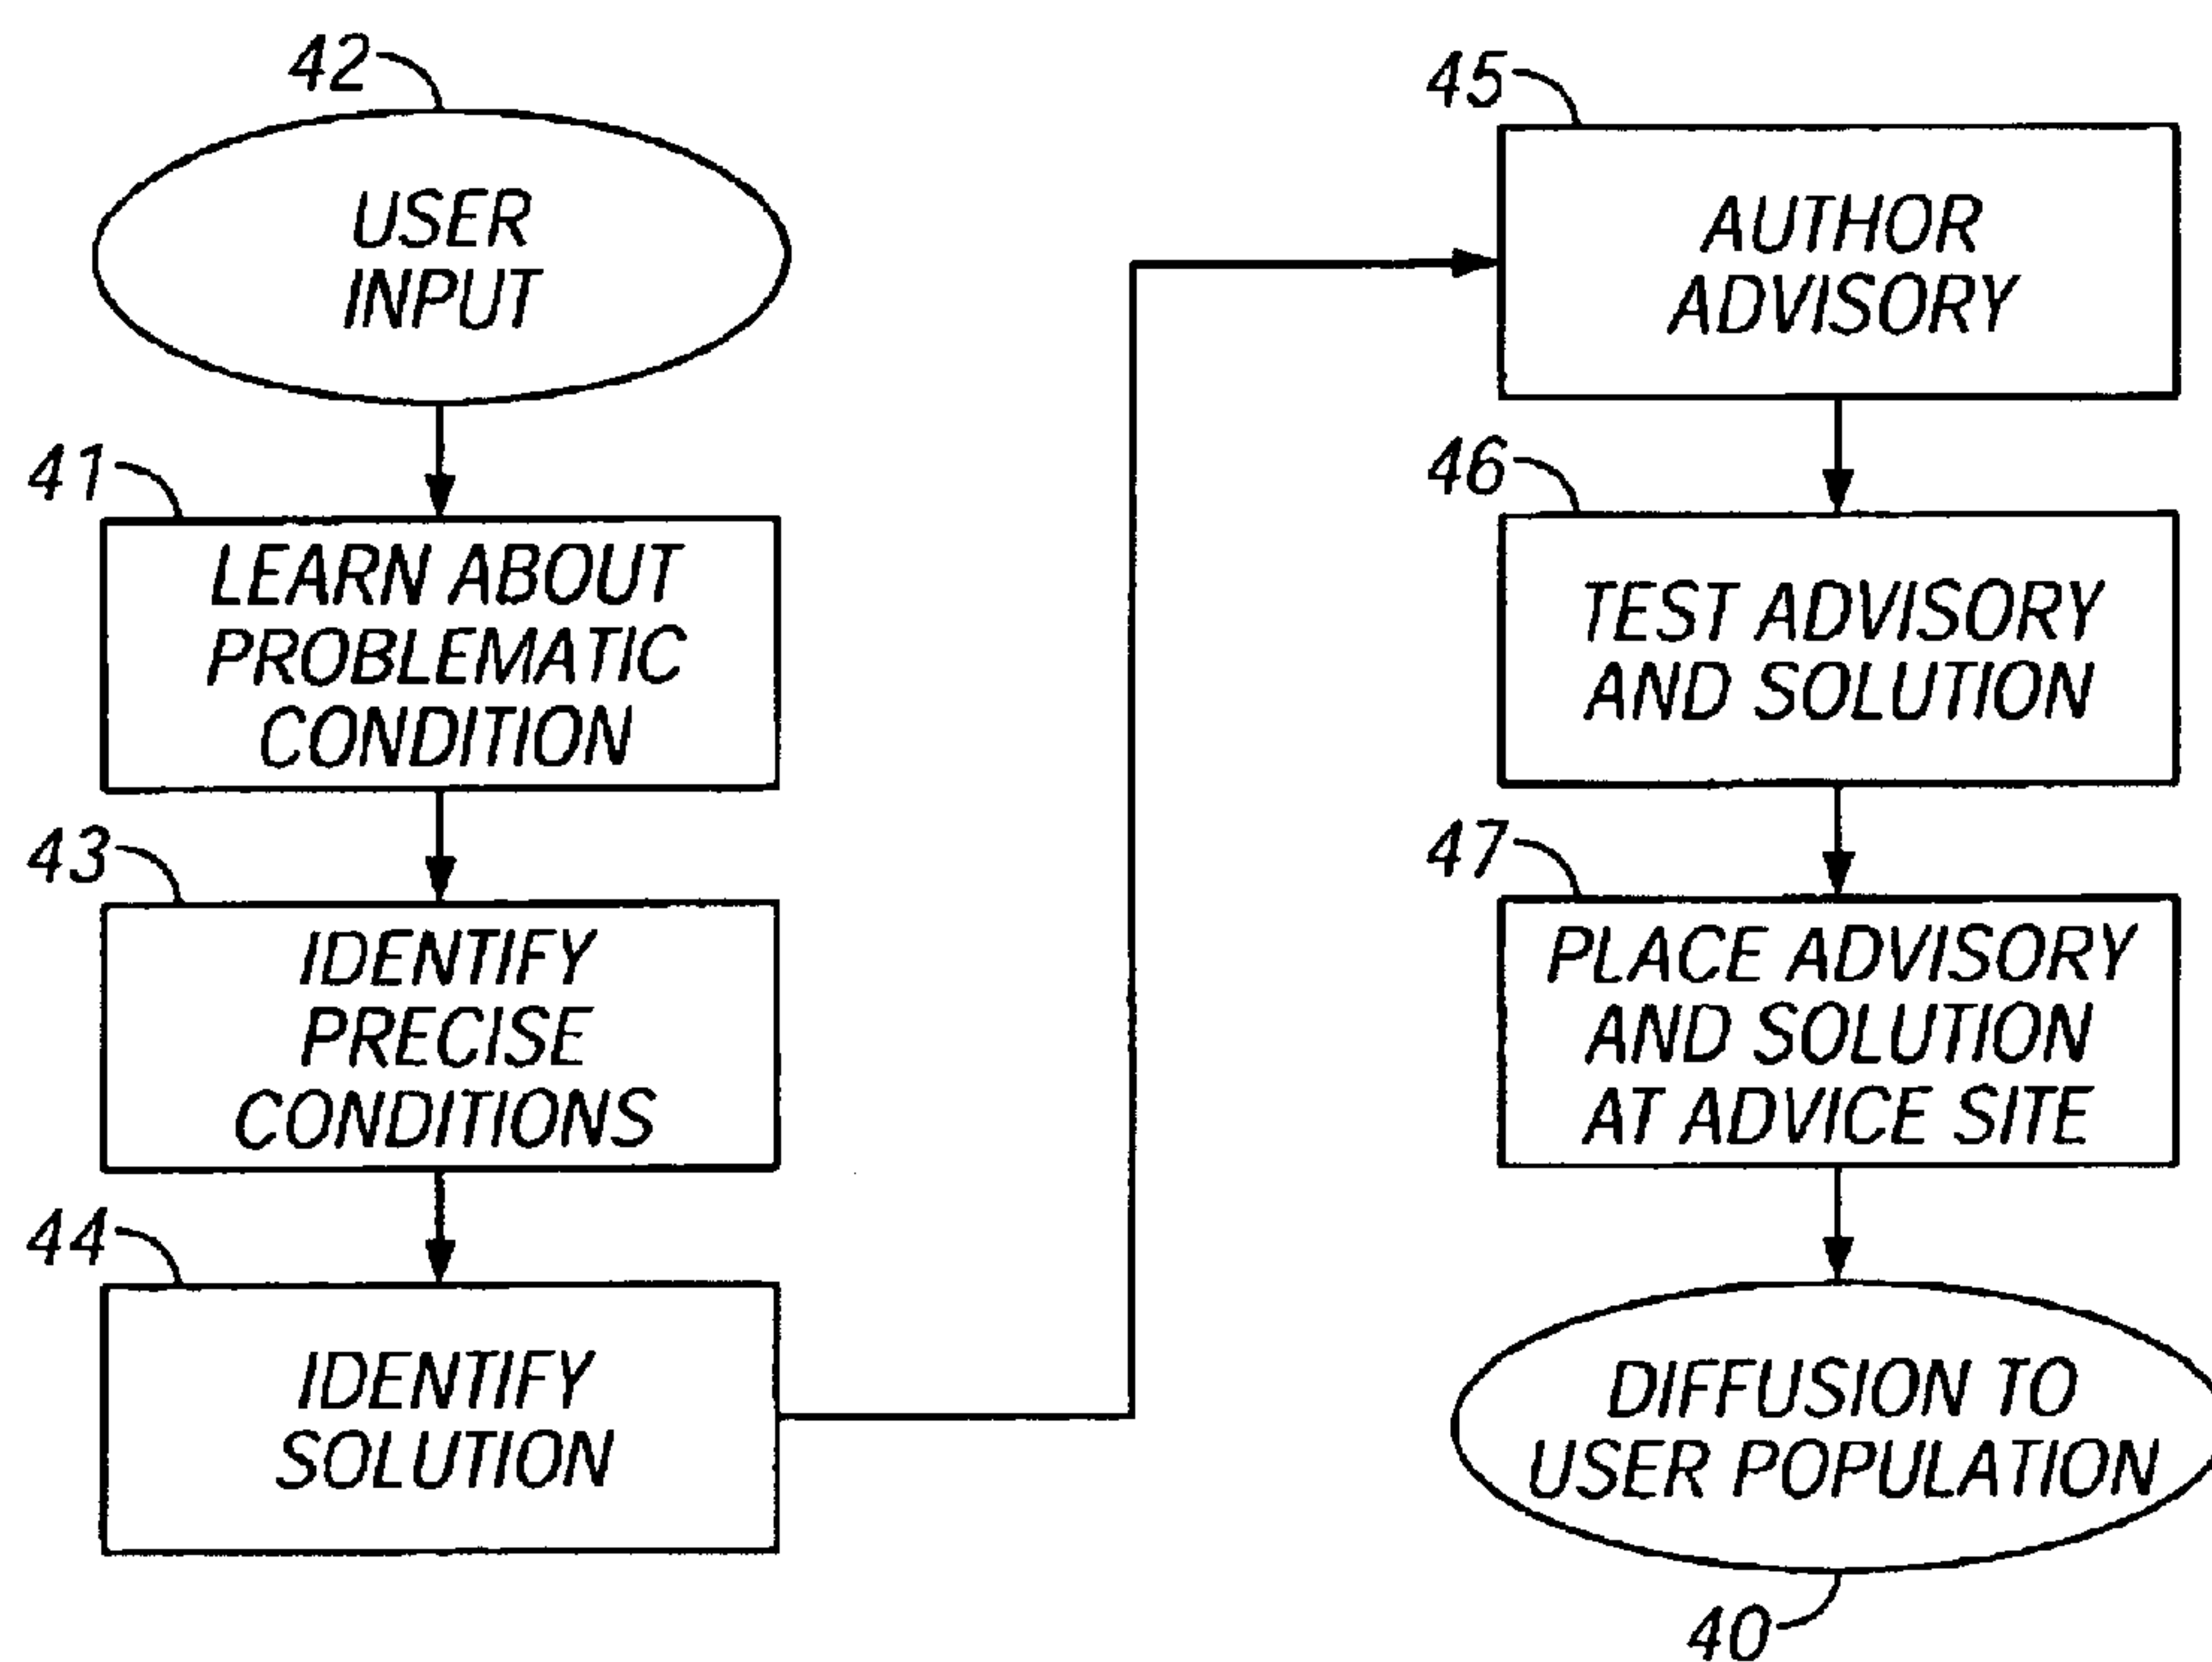 42
USER
INPUT
41
LEARN ABOUT
PROBLEMATIC
CONDITION
43
IDENTIFY
PRECISE
CONDITIONS
44
IDENTIFY
SOLUTION
45
AUTHOR
ADVISORY
46
TEST ADVISORY
AND SOLUTION
47
PLACE ADVISORY
AND SOLUTION
AT ADVICE SITE
DIFFUSION TO
USER POPULATION
40